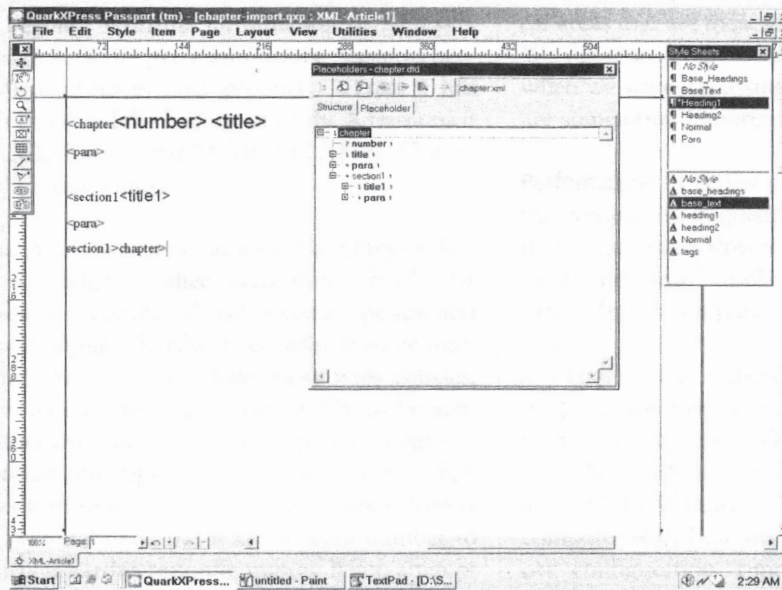 QuarkXPress Passport (tm) - [chapter-import.qxp : XML-Article1]
File Edit Style Item Page Layout View Utilities Window Help
72 144 216 288 360 432 504
Placeholders - chapter.dtd
chapter.xml
Structure Placeholder
chapter
number
title
para
section1
title1
para
<chapter<number> <title>
<para>
<section1<title1>
<para>
section1>chapter>
Style Sheets
No Style
Base_Headings
BaseText
*Heading1
Heading2
Normal
Para
No Style
base_headings
base_text
heading1
heading2
Normal
tags
100% Page: 1
XML-Article1
Start QuarkXPress... untitled - Paint TextPad - [D:\S... 2:29 AM